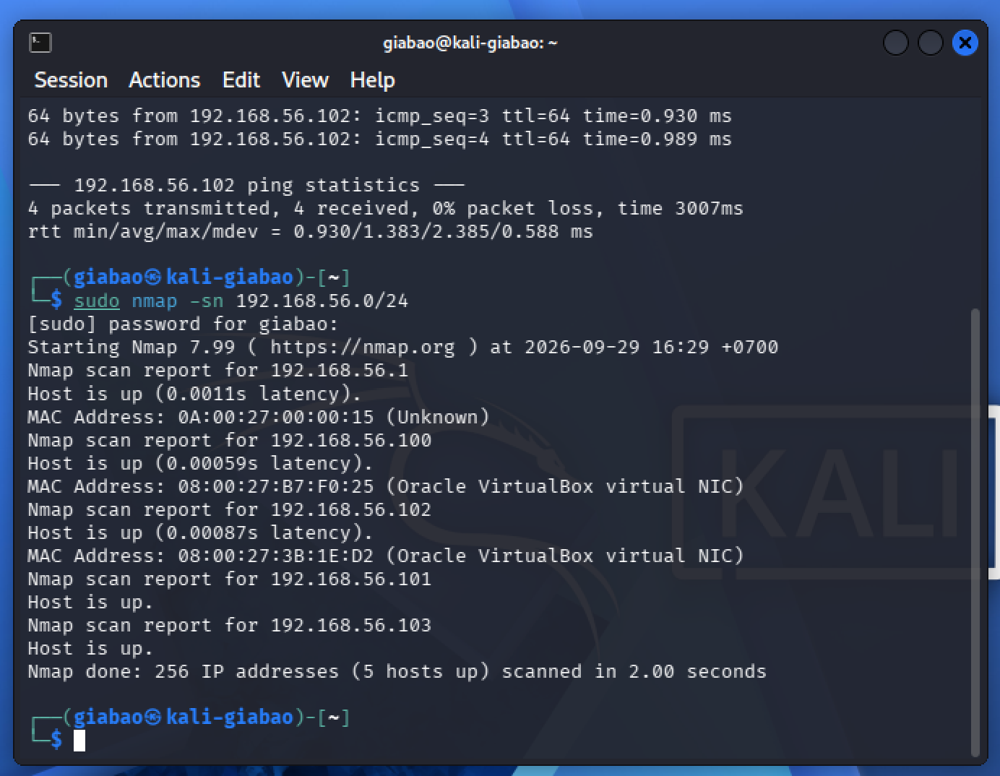 giabao@kali-giabao: ~
Session Actions Edit View Help
64 bytes from 192.168.56.102: icmp_seq=3 ttl=64 time=0.930 ms
64 bytes from 192.168.56.102: icmp_seq=4 ttl=64 time=0.989 ms
--- 192.168.56.102 ping statistics ---
4 packets transmitted, 4 received, 0% packet loss, time 3007ms
rtt min/avg/max/mdev = 0.930/1.383/2.385/0.588 ms
┌──(giabao㉿kali-giabao)-[~]
└─$ sudo nmap -sn 192.168.56.0/24
[sudo] password for giabao:
Starting Nmap 7.99 ( https://nmap.org ) at 2026-09-29 16:29 +0700
Nmap scan report for 192.168.56.1
Host is up (0.0011s latency).
MAC Address: 0A:00:27:00:00:15 (Unknown)
Nmap scan report for 192.168.56.100
Host is up (0.00059s latency).
MAC Address: 08:00:27:B7:F0:25 (Oracle VirtualBox virtual NIC)
Nmap scan report for 192.168.56.102
Host is up (0.00087s latency).
MAC Address: 08:00:27:3B:1E:D2 (Oracle VirtualBox virtual NIC)
Nmap scan report for 192.168.56.101
Host is up.
Nmap scan report for 192.168.56.103
Host is up.
Nmap done: 256 IP addresses (5 hosts up) scanned in 2.00 seconds
┌──(giabao㉿kali-giabao)-[~]
└─$
KALI